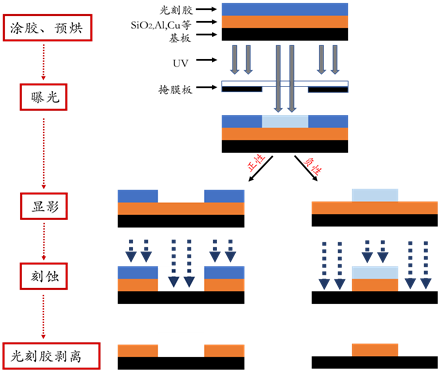 涂胶、预烘
光刻胶
SiO2,Al,Cu等
基板
UV
曝光
掩膜板
正性
负性
显影
刻蚀
光刻胶剥离